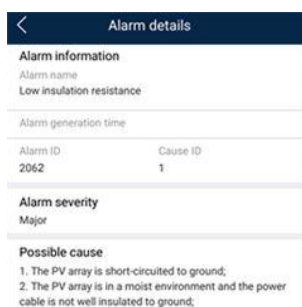 Alarm details
Alarm information
Alarm name
Low insulation resistance
Alarm generation time
Alarm ID Cause ID
2062 1
Alarm severity
Major
Possible cause
1. The PV array is short-circuited to ground;
2. The PV array is in a moist environment and the power
cable is not well insulated to ground;